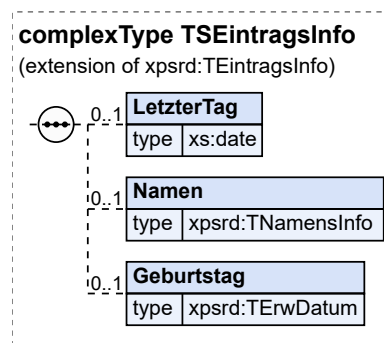 complexType TSEintragsInfo
(extension of xpsrd:TEintragsInfo)
0..1
LetzterTag
type xs:date
0..1
Namen
type xpsrd:TNamensInfo
0..1
Geburtstag
type xpsrd:TErwDatum